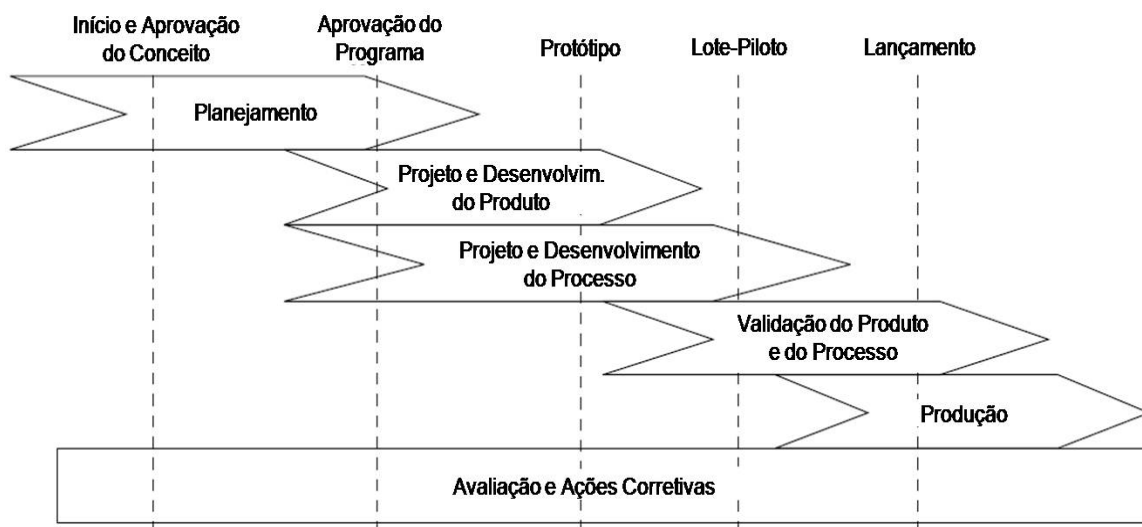 Início e Aprovação
do Conceito
Aprovação do
Programa
Protótipo
Lote-Piloto
Lançamento
Planejamento
Projeto e Desenvolvim.
do Produto
Projeto e Desenvolvimento
do Processo
Validação do Produto
e do Processo
Produção
Avaliação e Ações Corretivas